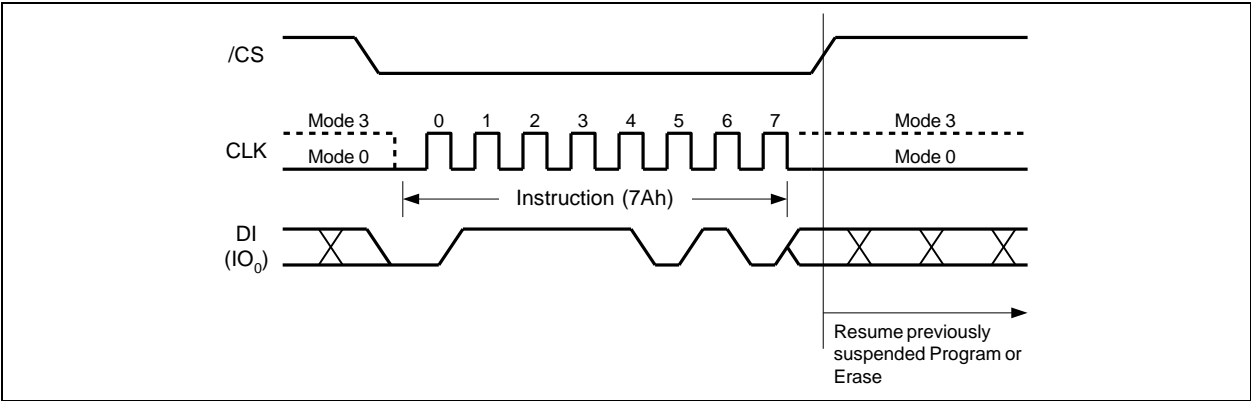 /CS
Mode 3 0 1 2 3 4 5 6 7 Mode 3
CLK
Mode 0 Mode 0
Instruction (7Ah)
DI
(IO0)
Resume previously
suspended Program or
Erase